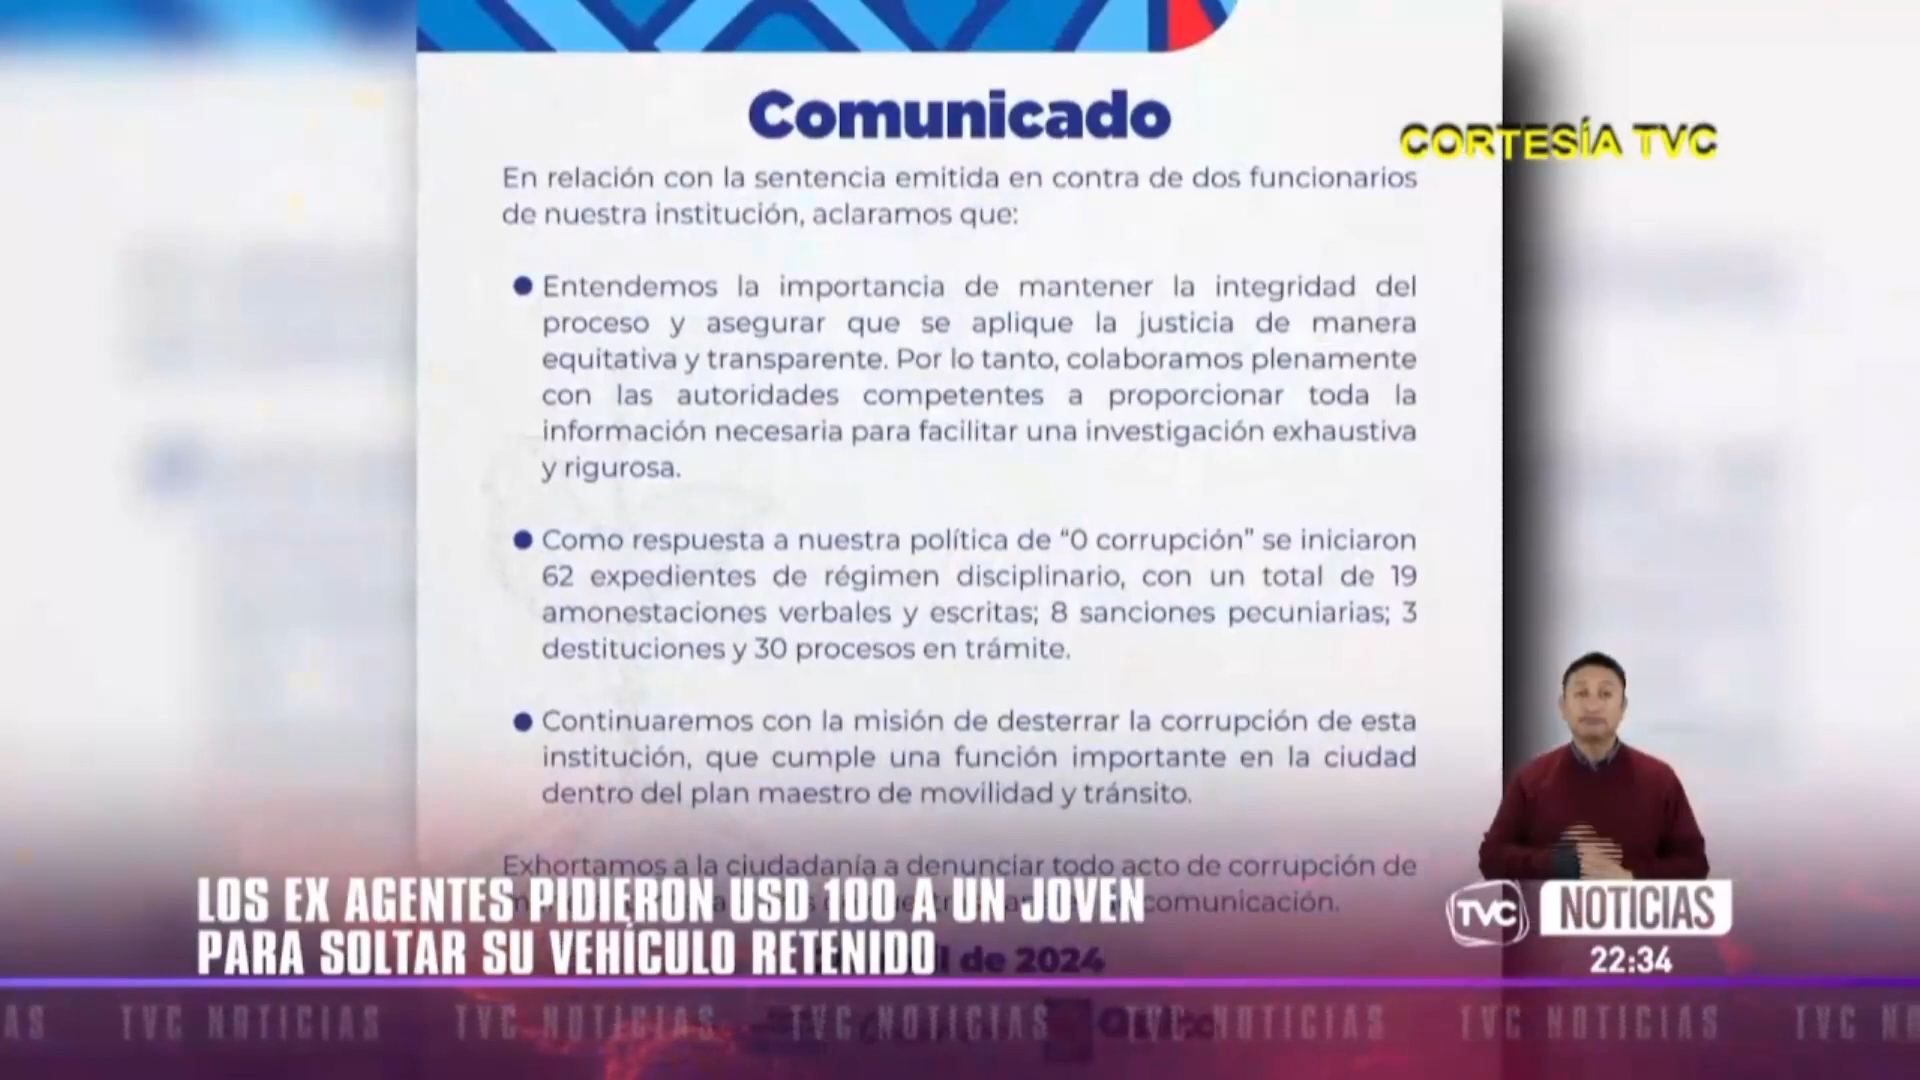 Comunicado
CORTESÍA TVC
En relación con la sentencia emitida en contra de dos funcionarios
de nuestra institución, aclaramos que:
● Entendemos la importancia de mantener la integridad del
proceso y asegurar que se aplique la justicia de manera
equitativa y transparente. Por lo tanto, colaboramos plenamente
con las autoridades competentes a proporcionar toda la
información necesaria para facilitar una investigación exhaustiva
y rigurosa.
● Como respuesta a nuestra política de “0 corrupción” se iniciaron
62 expedientes de régimen disciplinario, con un total de 19
amonestaciones verbales y escritas; 8 sanciones pecuniarias; 3
destituciones y 30 procesos en trámite.
● Continuaremos con la misión de desterrar la corrupción de esta
institución, que cumple una función importante en la ciudad
dentro del plan maestro de movilidad y tránsito.
Exhortamos a la ciudadanía a denunciar todo acto de corrupción de
comunicación.
de 2024
LOS EX AGENTES PIDIERON USD 100 A UN JOVEN
PARA SOLTAR SU VEHÍCULO RETENIDO
TVC NOTICIAS
22:34
AS TVC NOTICIAS TVC NOTICIAS TVC NOTICIAS TVC NOTICIAS TVC NOTICIAS TVC NO